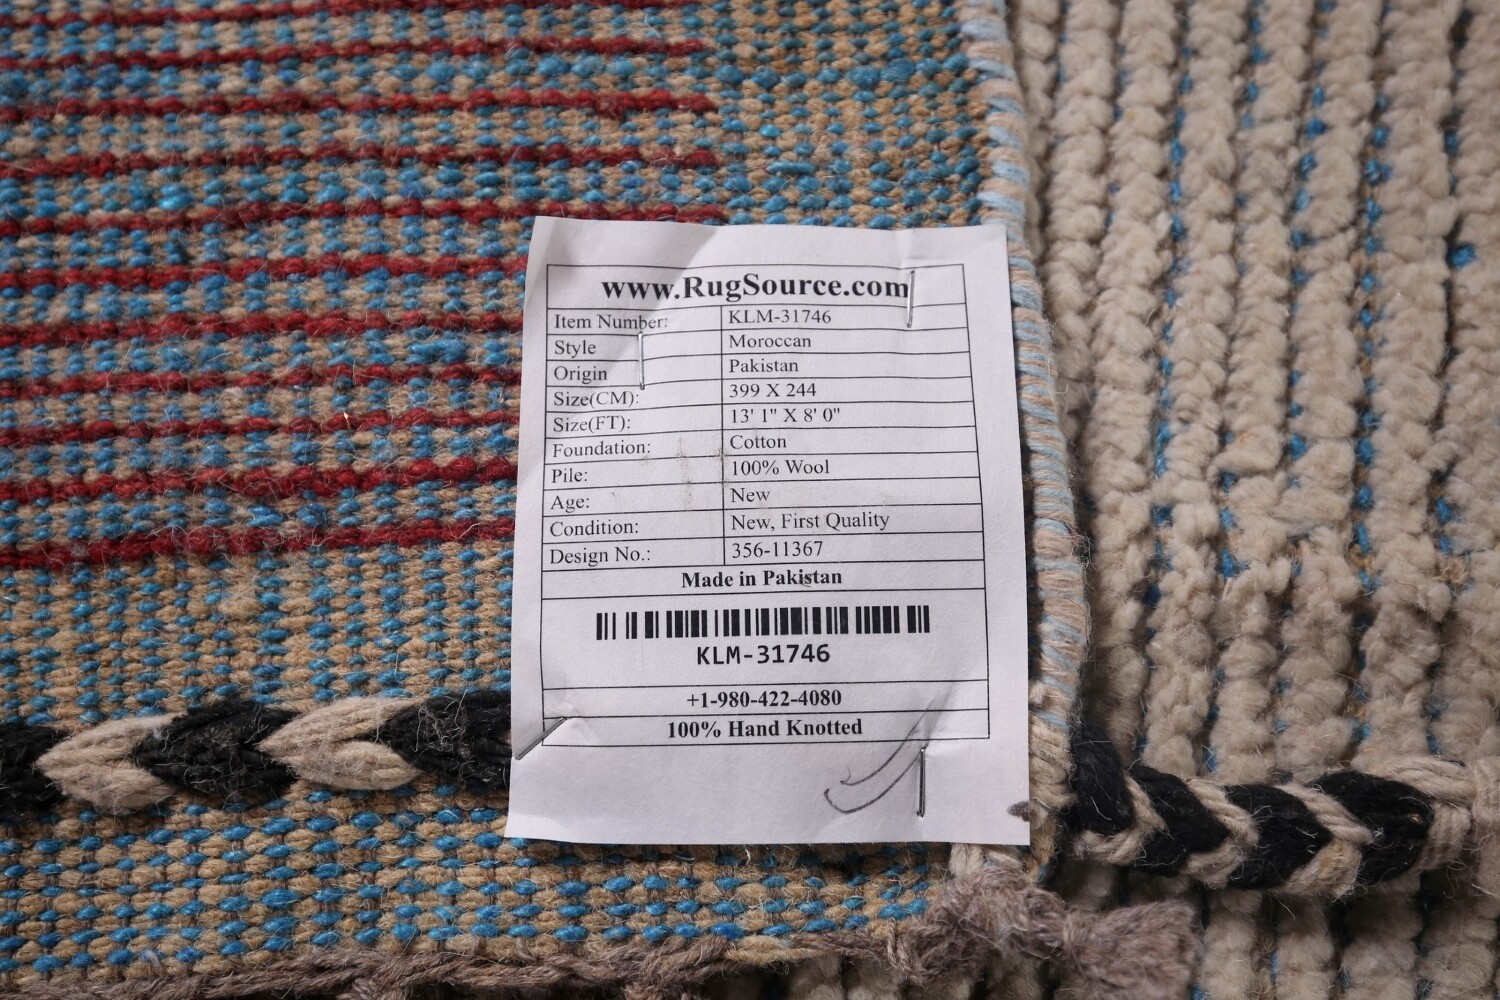 www.RugSource.com
Item Number: KLM-31746
Style Moroccan
Origin Pakistan
Size(CM): 399 X 244
Size(FT): 13' 1" X 8' 0"
Foundation: Cotton
Pile: 100% Wool
Age: New
Condition: New, First Quality
Design No.: 356-11367
Made in Pakistan
KLM-31746
+1-980-422-4080
100% Hand Knotted